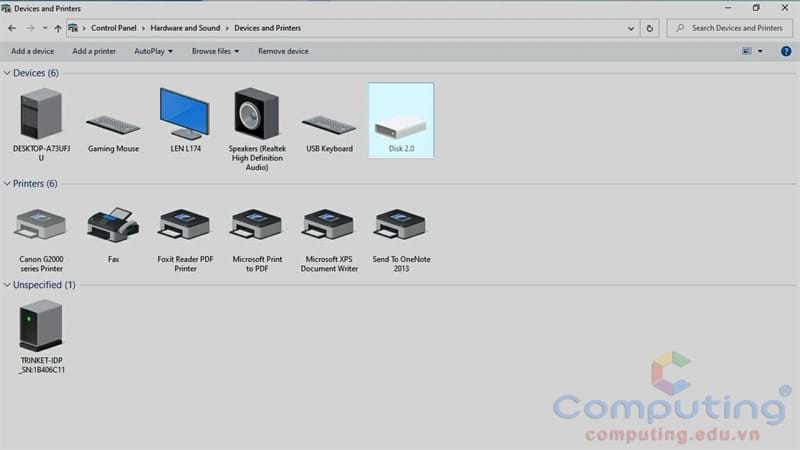 Devices and Printers
Control Panel > Hardware and Sound > Devices and Printers
Search Devices and Printers
Add a device Add a printer AutoPlay Browse files Remove device
Devices (6)
DESKTOP-A73UFJ
U
Gaming Mouse
LEN L174
Speakers (Realtek
High Definition
Audio)
USB Keyboard
Disk 2.0
Printers (6)
Canon G2000
series Printer
Fax
Foxit Reader PDF
Printer
Microsoft Print
to PDF
Microsoft XPS
Document Writer
Send To OneNote
2013
Unspecified (1)
TRINKET-IDP
_SN:1B406C11
Computing®
computing.edu.vn